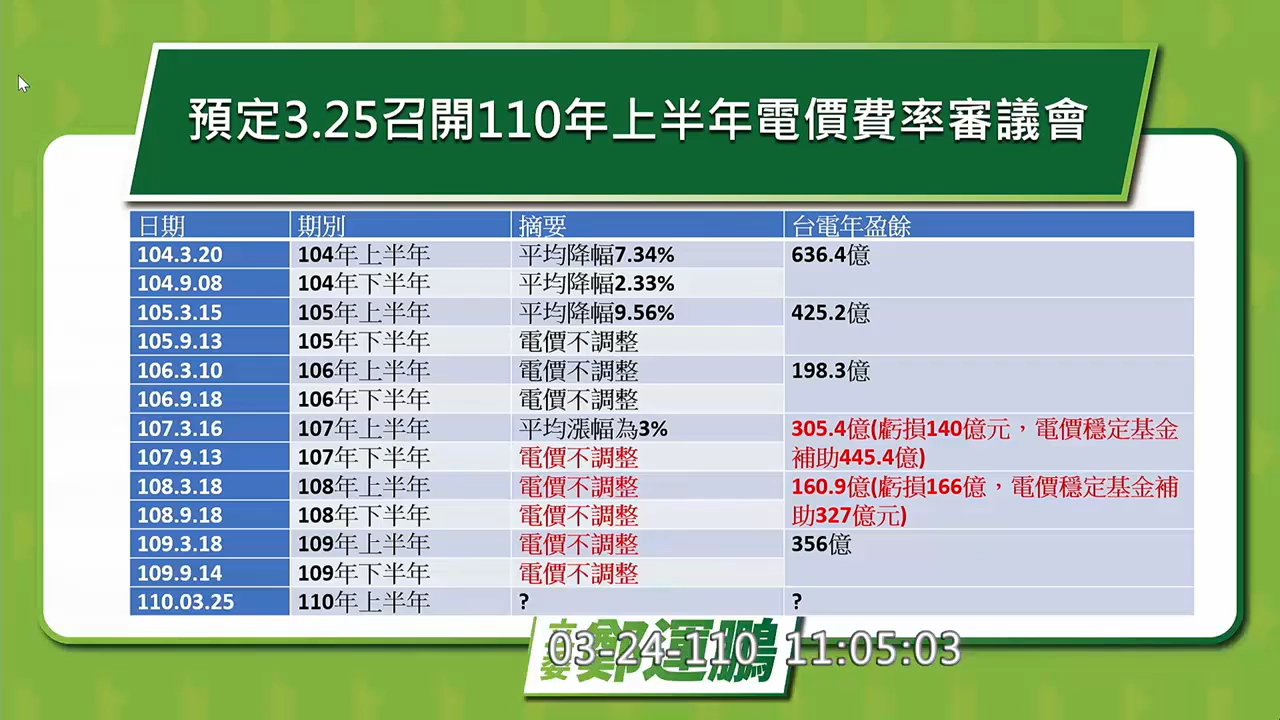 預定3.25召開110年上半年電價費率審議會
日期 期別 摘要 台電年盈餘
104.3.20 104年上半年 平均降幅7.34% 636.4億
104.9.08 104年下半年 平均降幅2.33%
105.3.15 105年上半年 平均降幅9.56% 425.2億
105.9.13 105年下半年 電價不調整
106.3.10 106年上半年 電價不調整 198.3億
106.9.18 106年下半年 電價不調整
107.3.16 107年上半年 平均漲幅為3% 305.4億(虧損140億元，電價穩定基金
107.9.13 107年下半年 電價不調整 補助445.4億)
108.3.18 108年上半年 電價不調整 160.9億(虧損166億，電價穩定基金補
108.9.18 108年下半年 電價不調整 助327億元)
109.3.18 109年上半年 電價不調整 356億
109.9.14 109年下半年 電價不調整
110.03.25 110年上半年 ? ?
立委 鄭運鵬
03-24-110 11:05:03